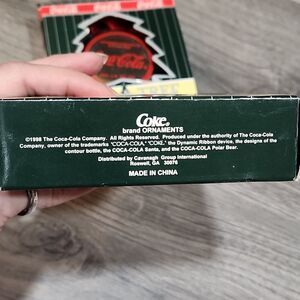 Coca-Cola
Coke®
brand ORNAMENTS
©1998 The Coca-Cola Company. All Rights Reserved. Produced under the authority of The Coca-Cola
Company, owner of the trademarks "COCA-COLA", "COKE," the Dynamic Ribbon device, the designs of the
contour bottle, the COCA-COLA Santa, and the COCA-COLA Polar Bear.
Distributed by Cavanagh Group International
Roswell, GA 30076
MADE IN CHINA